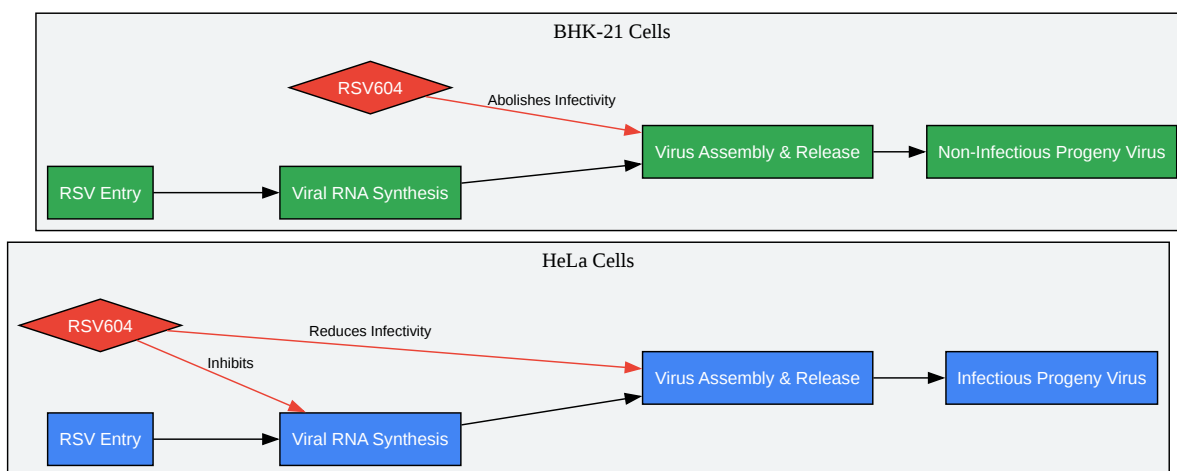 BHK-21 Cells
RSV604
Abolishes Infectivity
Virus Assembly & Release
Non-Infectious Progeny Virus
RSV Entry
Viral RNA Synthesis
HeLa Cells
RSV604
Reduces Infectivity
Inhibits
Virus Assembly & Release
Infectious Progeny Virus
RSV Entry
Viral RNA Synthesis